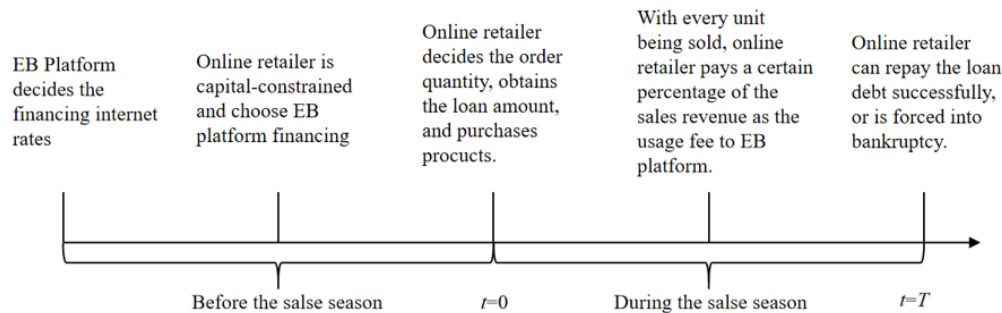 EB Platform
decides the
financing internet
rates
Online retailer is
capital-constrained
and choose EB
platform financing
Online retailer
decides the order
quantity, obtains
the loan amount,
and purchases
procucts.
With every unit
being sold, online
retailer pays a certain
percentage of the
sales revenue as the
usage fee to EB
platform.
Online retailer
can repay the loan
debt successfully,
or is forced into
bankruptcy.
Before the salse season
t=0
During the salse season
t=T